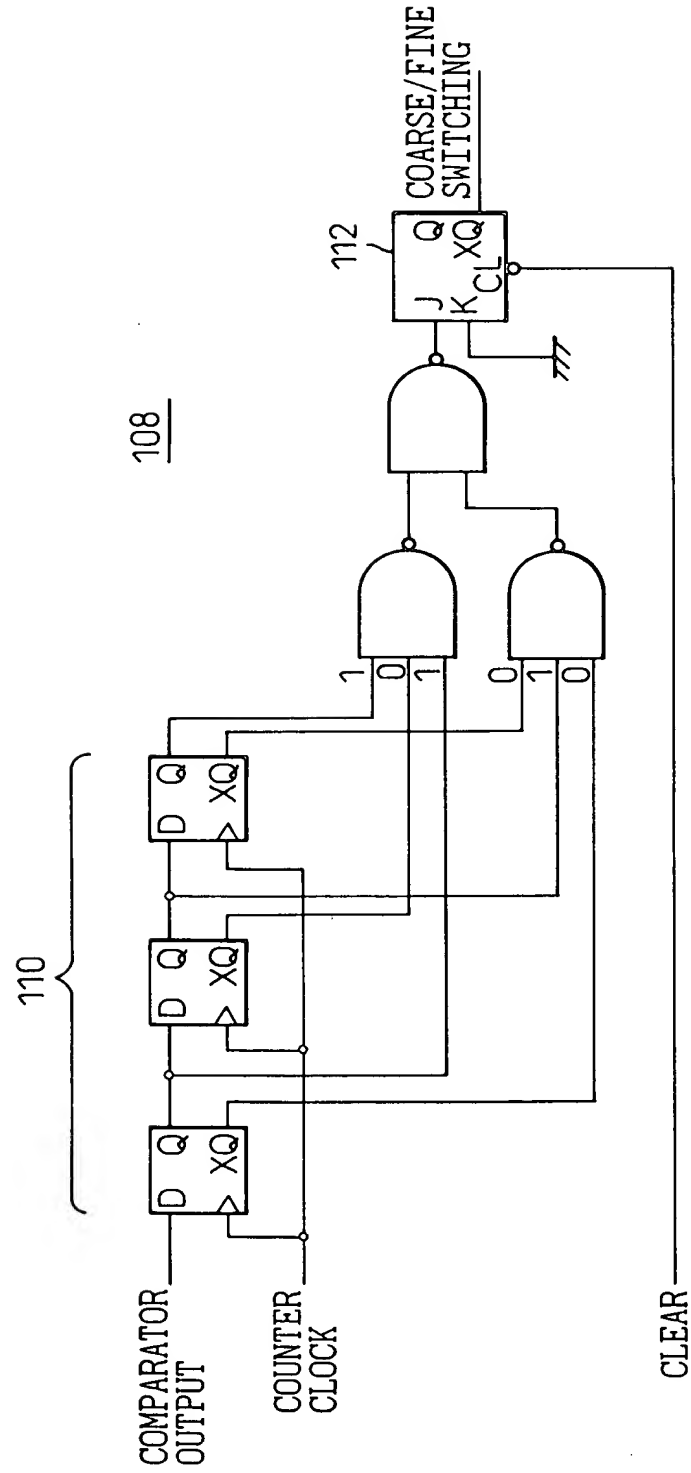 108
110
COMPARATOR
OUTPUT
COUNTER
CLOCK
CLEAR
D Q
XQ
D Q
XQ
D Q
XQ
1
0
1
0
1
0
112
J Q
K XQ
CL
COARSE/FINE
SWITCHING